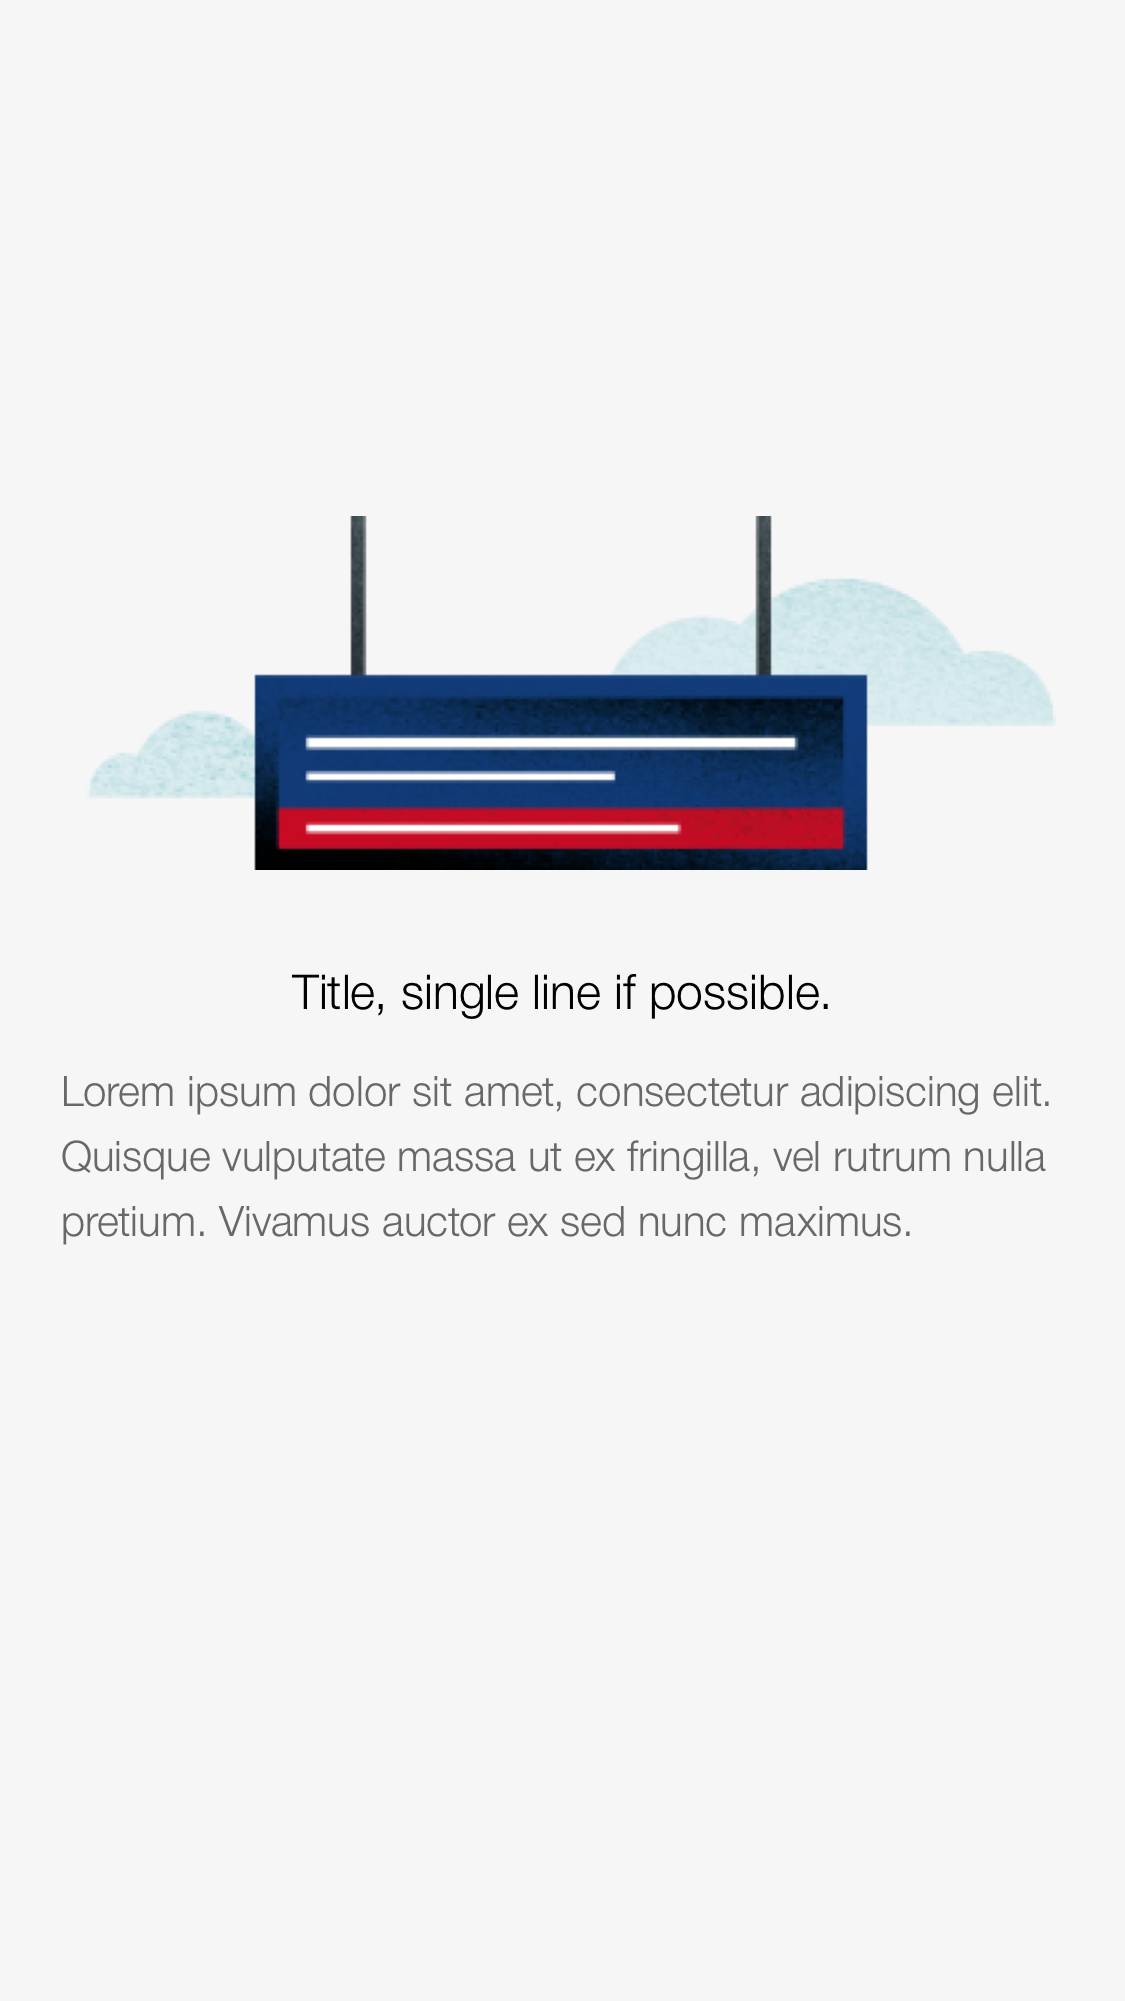 Title, single line if possible.
Lorem ipsum dolor sit amet, consectetur adipiscing elit.
Quisque vulputate massa ut ex fringilla, vel rutrum nulla
pretium. Vivamus auctor ex sed nunc maximus.